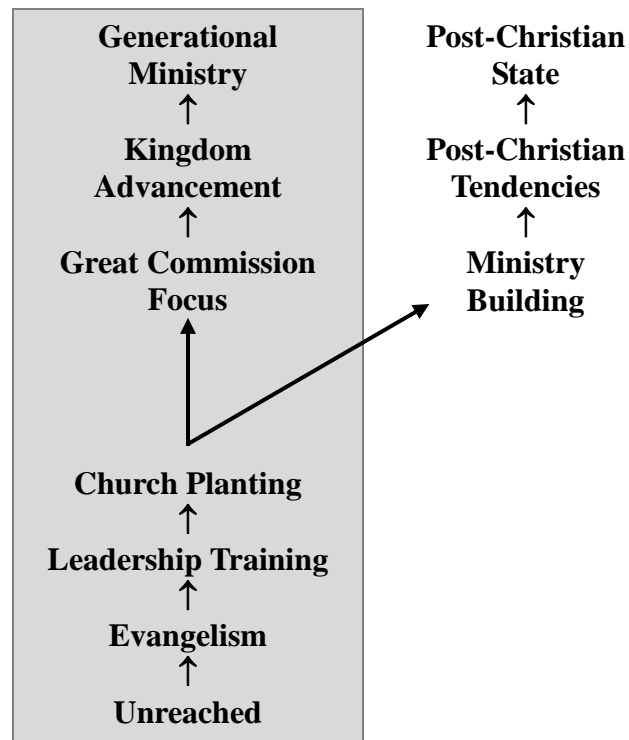 Generational
Ministry
↑
Kingdom
Advancement
↑
Great Commission
Focus
Post-Christian
State
↑
Post-Christian
Tendencies
↑
Ministry
Building
Church Planting
↑
Leadership Training
↑
Evangelism
↑
Unreached